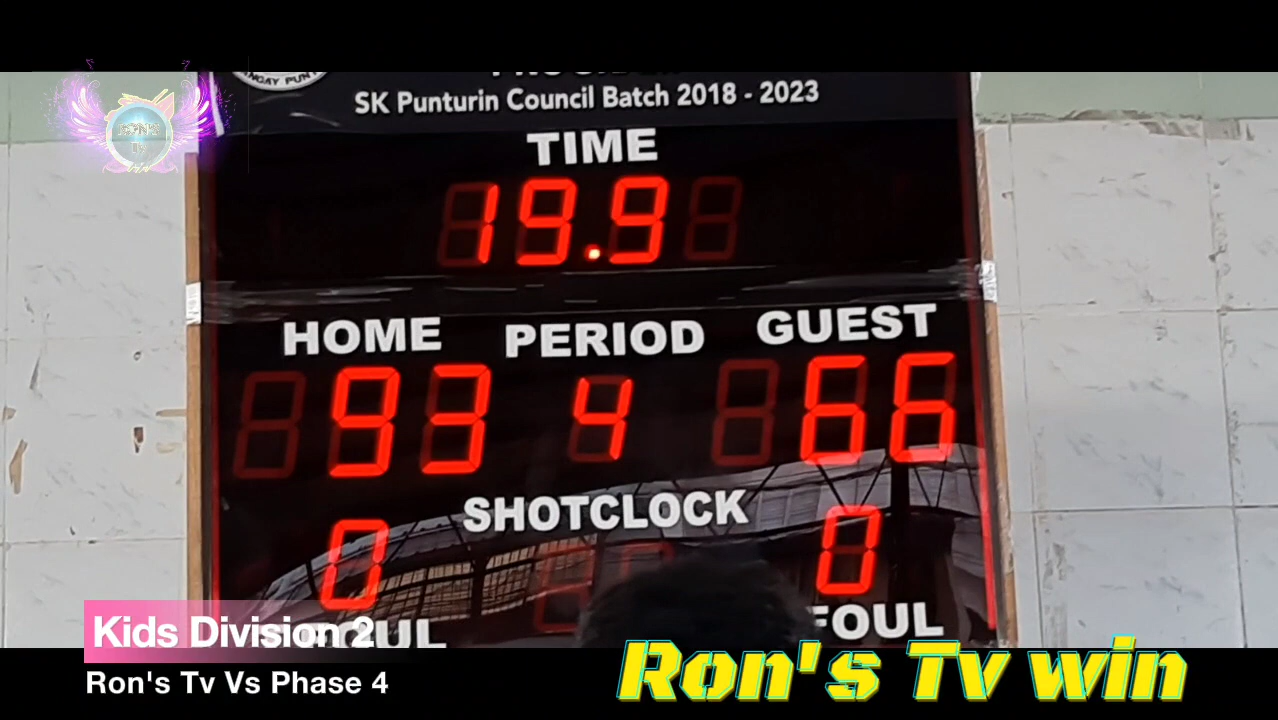 SK Punturin Council Batch 2018 - 2023
TIME
19.9
HOME PERIOD GUEST
93 4 66
SHOTCLOCK
0 0
FOUL
Kids Division 2
Ron's Tv Vs Phase 4
Ron's Tv win